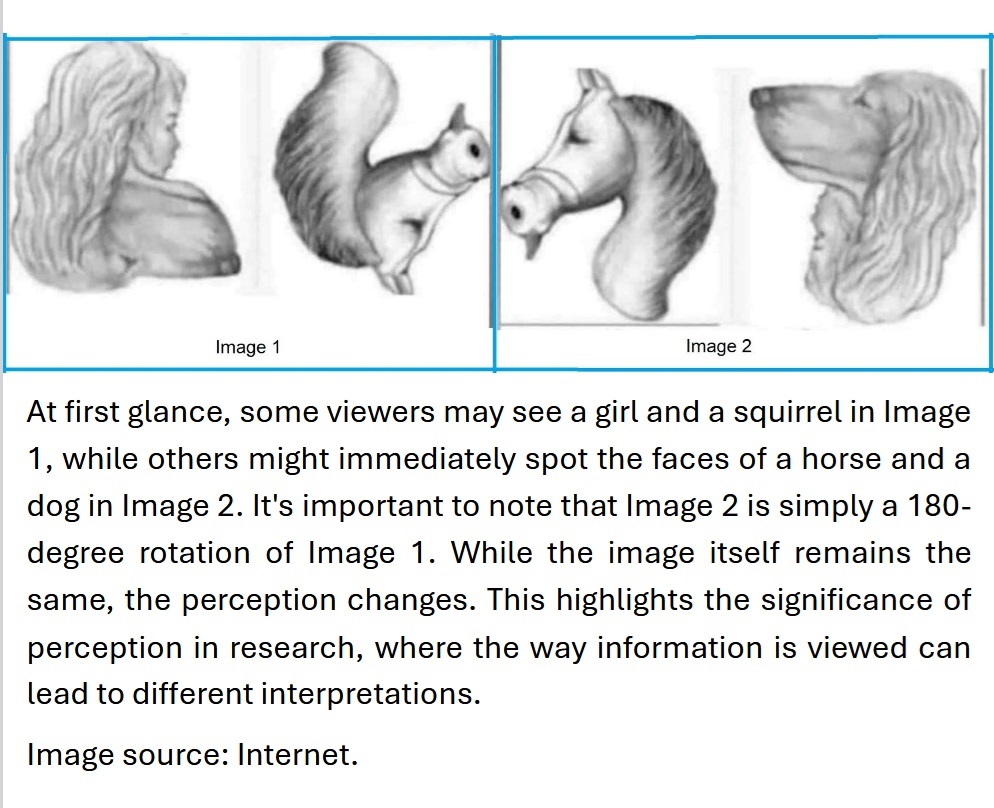 Image 1
Image 2
At first glance, some viewers may see a girl and a squirrel in Image
1, while others might immediately spot the faces of a horse and a
dog in Image 2. It's important to note that Image 2 is simply a 180-
degree rotation of Image 1. While the image itself remains the
same, the perception changes. This highlights the significance of
perception in research, where the way information is viewed can
lead to different interpretations.
Image source: Internet.